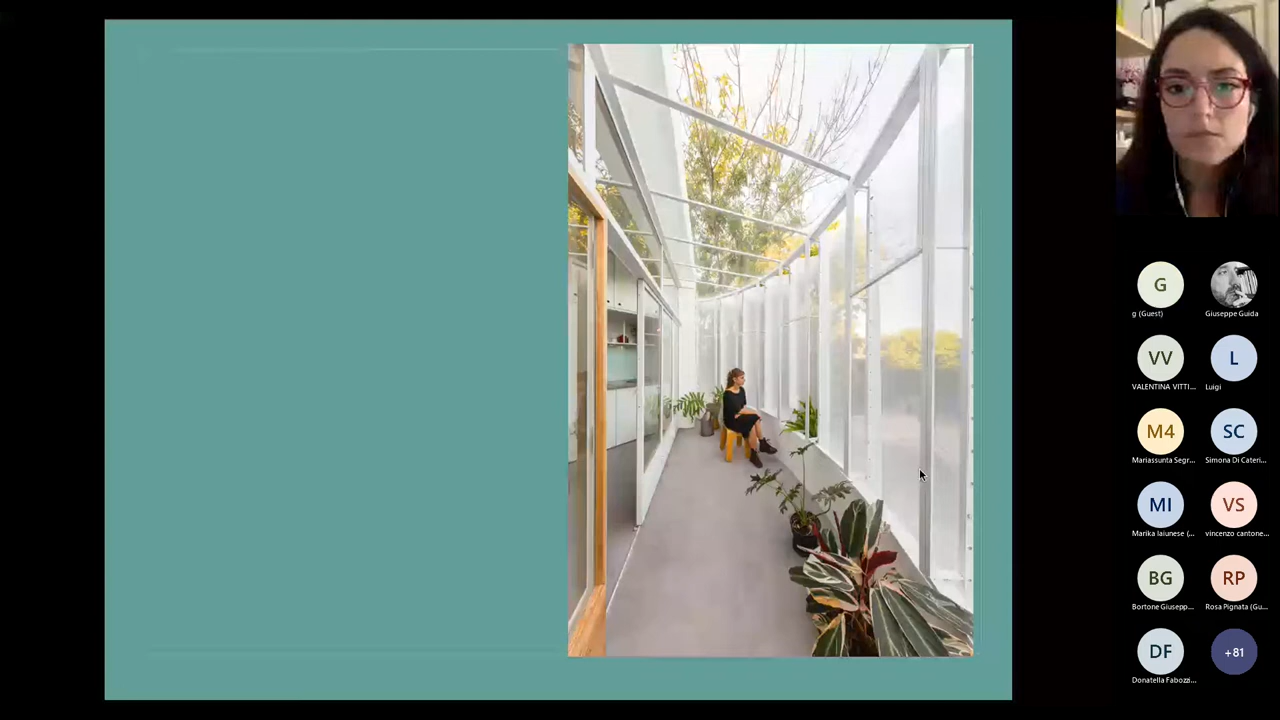 G
g (Guest)
Giuseppe Guida
VV
VALENTINA VITTI...
L
Luigi
M4
Mariassunta Segr...
SC
Simona Di Cateri...
MI
Marika Iaiunese (...
VS
vincenzo cantone...
BG
Bortone Giusepp...
RP
Rosa Pignata (Gu...
DF
Donatella Fabozzi...
+81